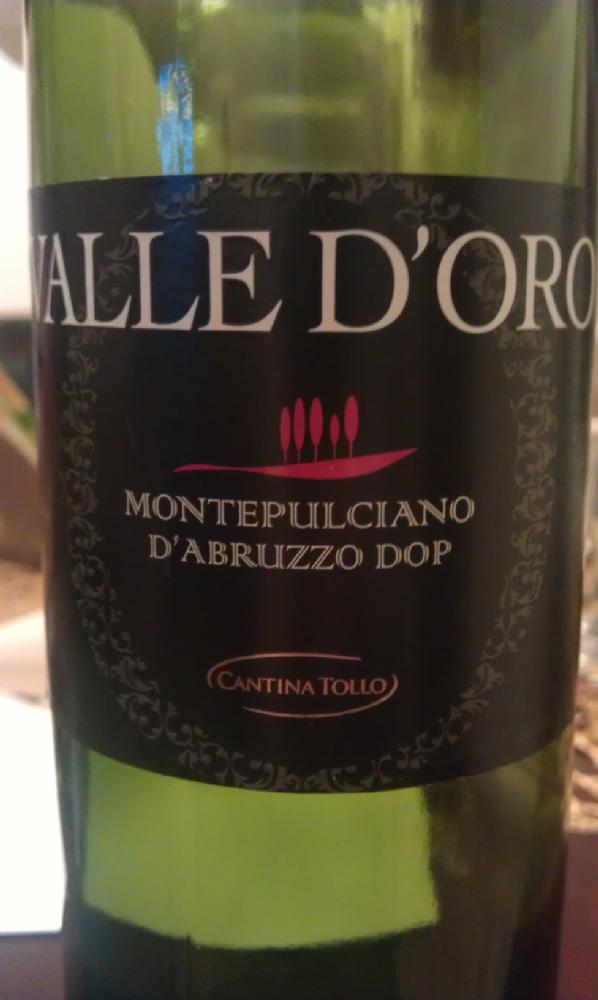 VALLE D'ORO
MONTEPULCIANO
D'ABRUZZO DOP
CANTINA TOLLO